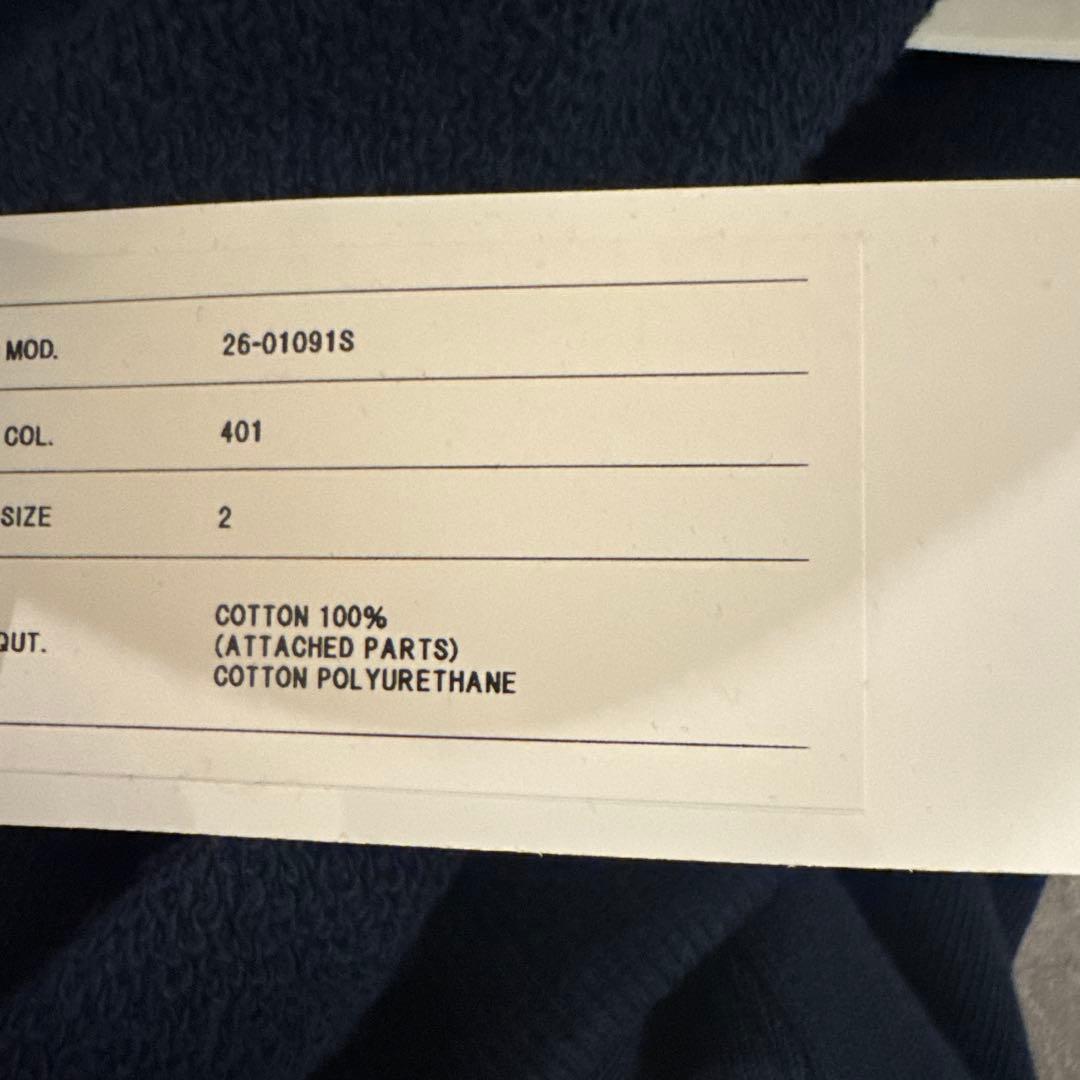 MOD. 26-01091S
COL. 401
SIZE 2
QUT. COTTON 100%
(ATTACHED PARTS)
COTTON POLYURETHANE